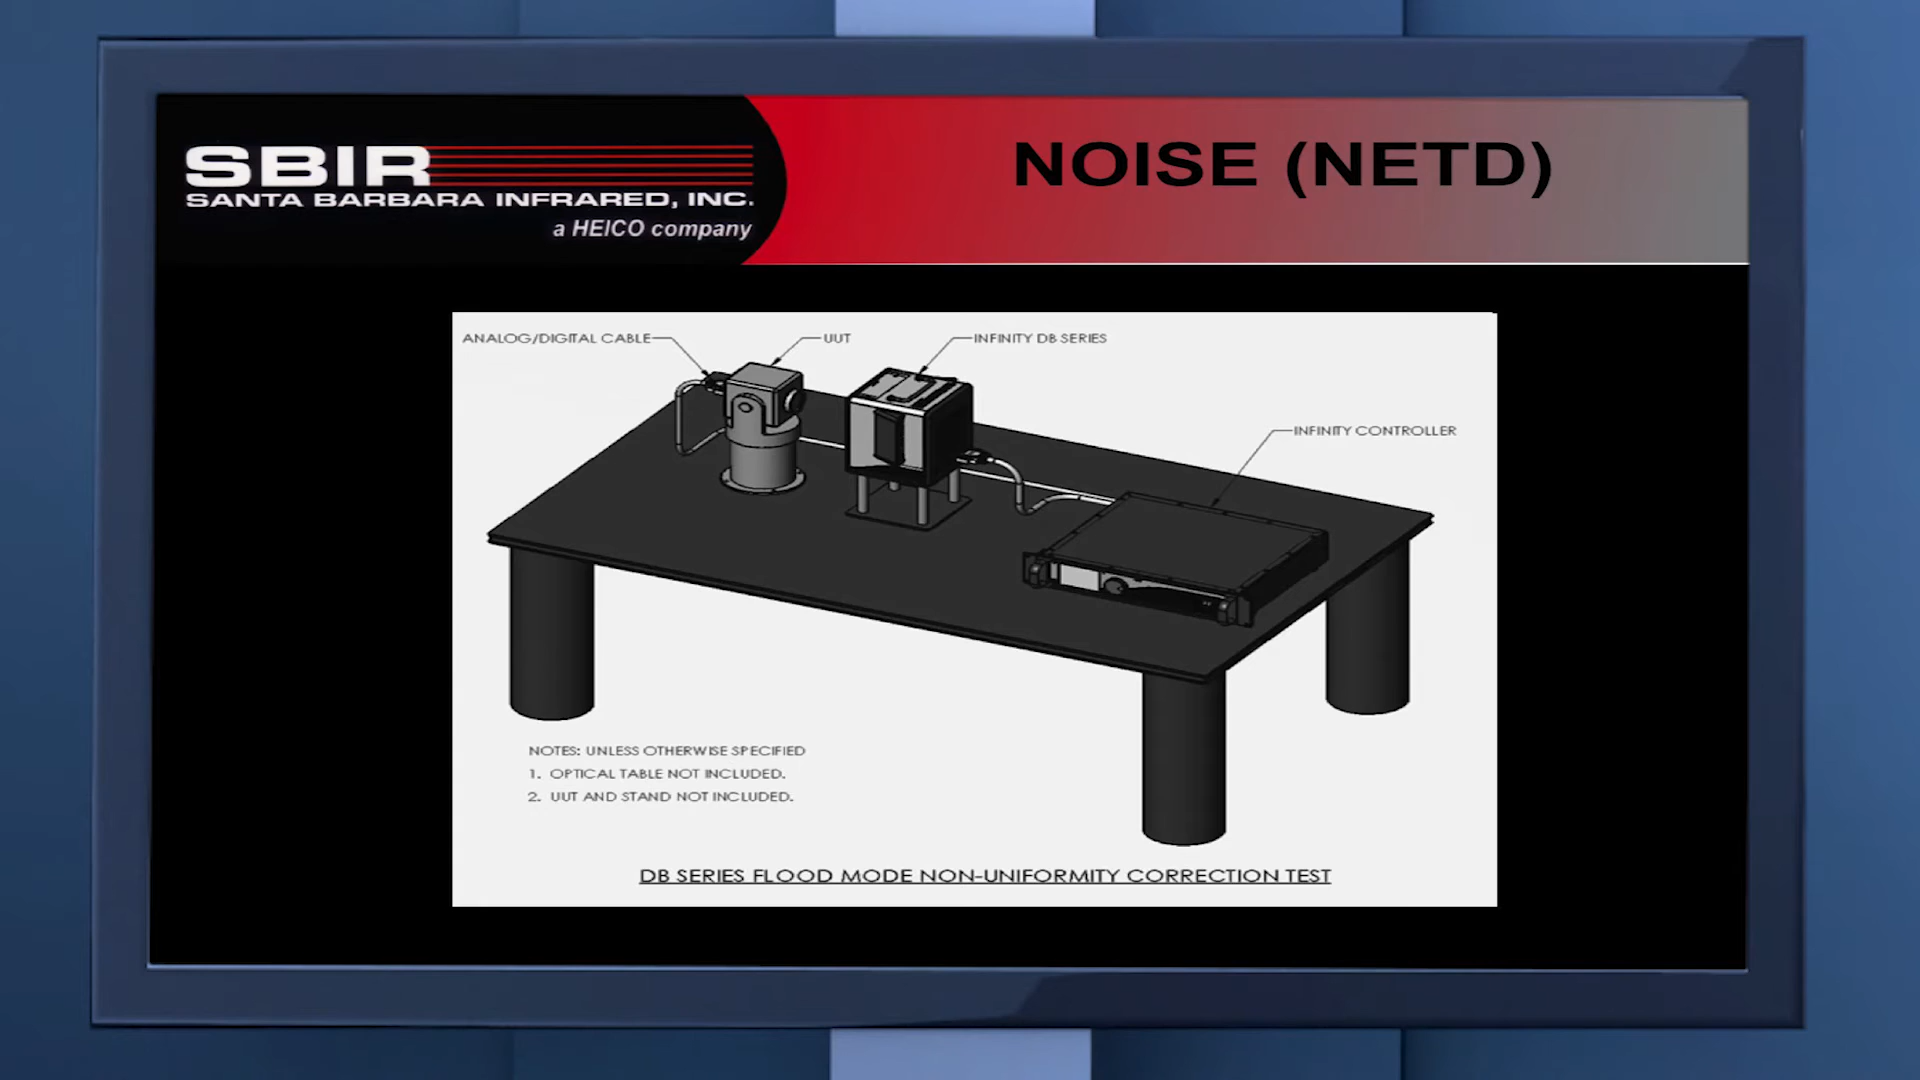 SBIR
SANTA BARBARA INFRARED, INC.
a HEICO company
NOISE (NETD)
ANALOG/DIGITAL CABLE
UUT
INFINITY DB SERIES
INFINITY CONTROLLER
NOTES: UNLESS OTHERWISE SPECIFIED
1. OPTICAL TABLE NOT INCLUDED.
2. UUT AND STAND NOT INCLUDED.
DB SERIES FLOOD MODE NON-UNIFORMITY CORRECTION TEST